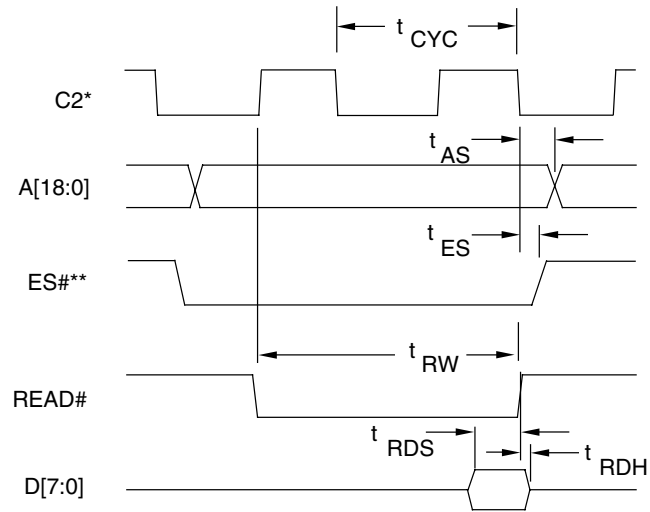 t CYC
C2*
t AS
A[18:0]
t ES
ES#**
t RW
READ#
t RDS
t RDH
D[7:0]